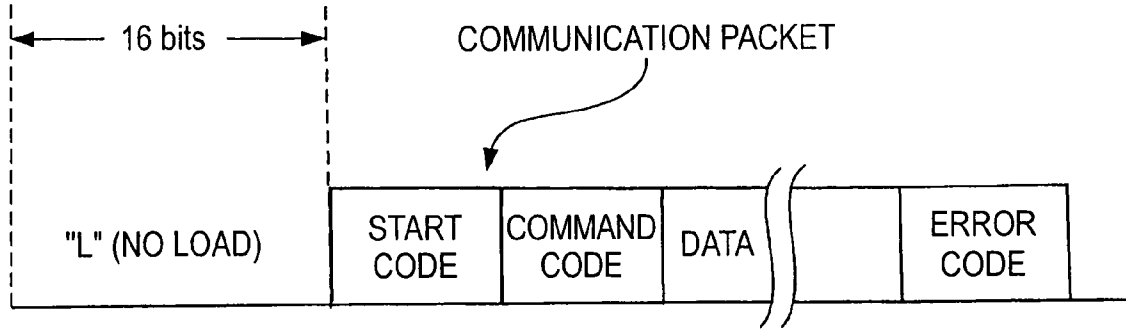 16 bits
COMMUNICATION PACKET
"L" (NO LOAD)
START
CODE
COMMAND
CODE
DATA
ERROR
CODE